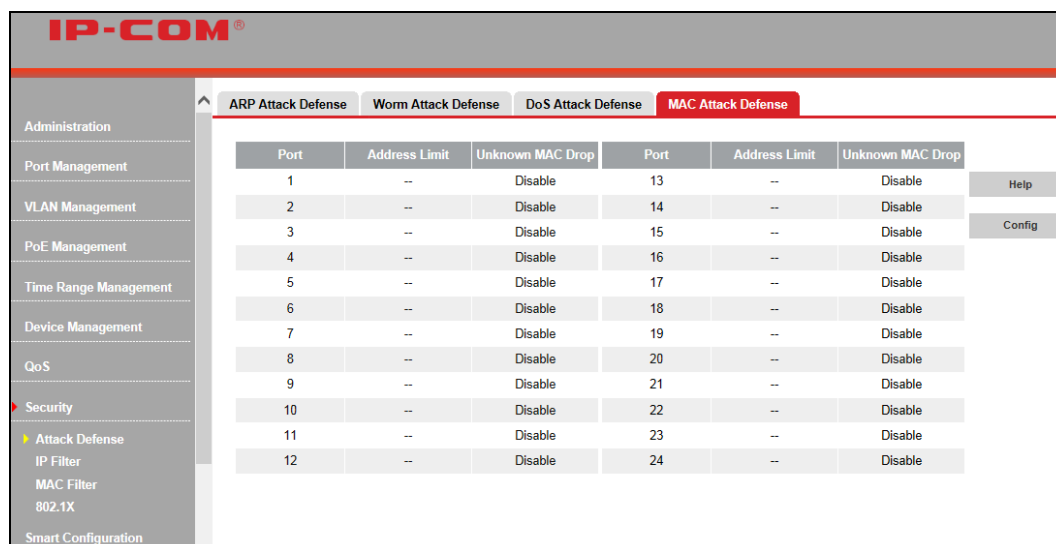 IP-COM®
Administration
Port Management
VLAN Management
PoE Management
Time Range Management
Device Management
QoS
Security
Attack Defense
IP Filter
MAC Filter
802.1X
Smart Configuration
ARP Attack Defense Worm Attack Defense DoS Attack Defense MAC Attack Defense
Port Address Limit Unknown MAC Drop Port Address Limit Unknown MAC Drop
1 -- Disable 13 -- Disable
2 -- Disable 14 -- Disable
3 -- Disable 15 -- Disable
4 -- Disable 16 -- Disable
5 -- Disable 17 -- Disable
6 -- Disable 18 -- Disable
7 -- Disable 19 -- Disable
8 -- Disable 20 -- Disable
9 -- Disable 21 -- Disable
10 -- Disable 22 -- Disable
11 -- Disable 23 -- Disable
12 -- Disable 24 -- Disable
Help
Config